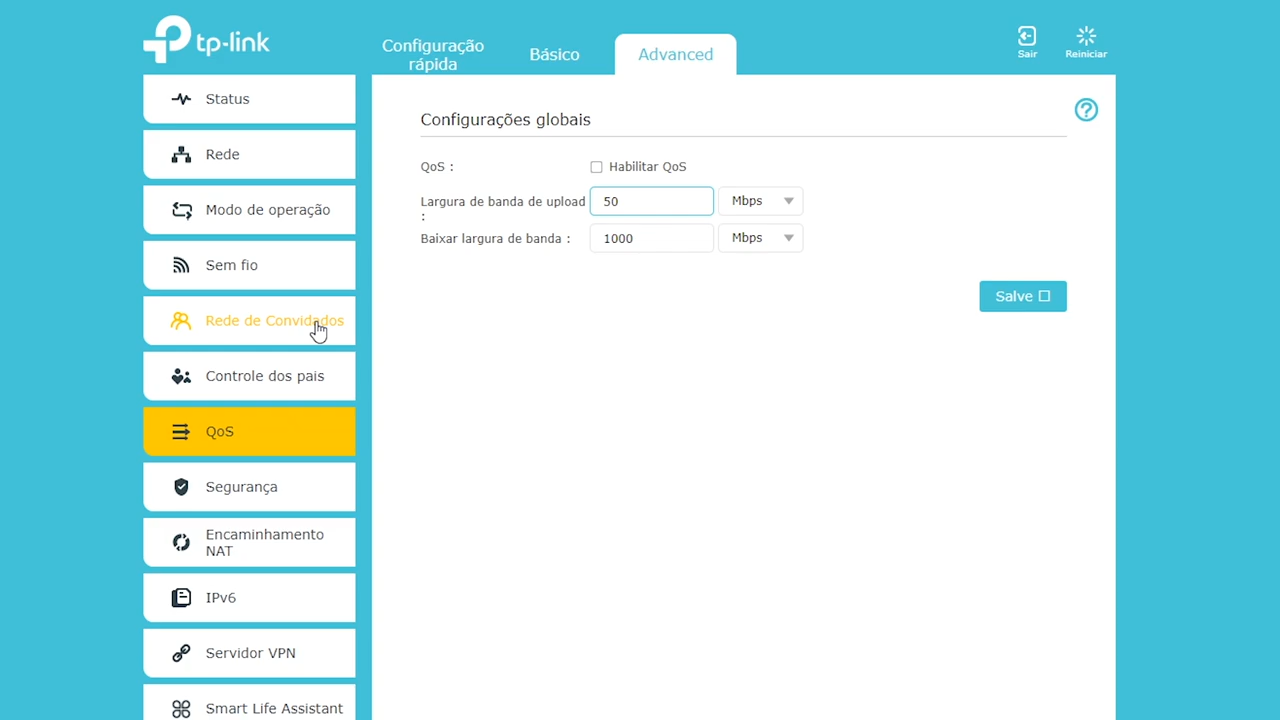 tp-link
Configuração
rápida
Básico
Advanced
Sair
Reiniciar
Status
Rede
Modo de operação
Sem fio
Rede de Convidados
Controle dos pais
QoS
Segurança
Encaminhamento
NAT
IPv6
Servidor VPN
Smart Life Assistant
Configurações globais
?
QoS :
Habilitar QoS
Largura de banda de upload
:
50
Mbps
Baixar largura de banda :
1000
Mbps
Salve ☐